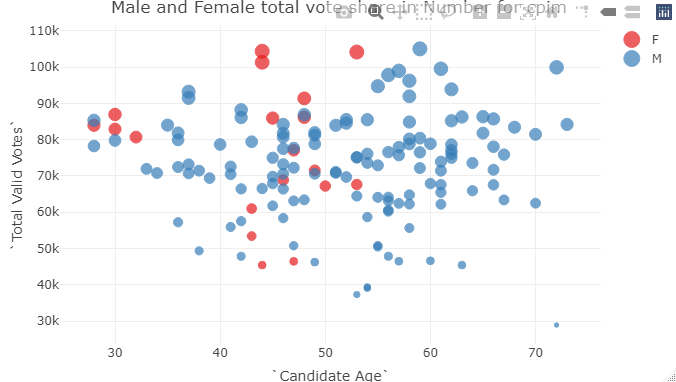 Male and Female total vote share in Number for cpim
F
M
110k
100k
90k
80k
70k
60k
50k
40k
30k
`Total Valid Votes`
30
40
50
60
70
`Candidate Age`